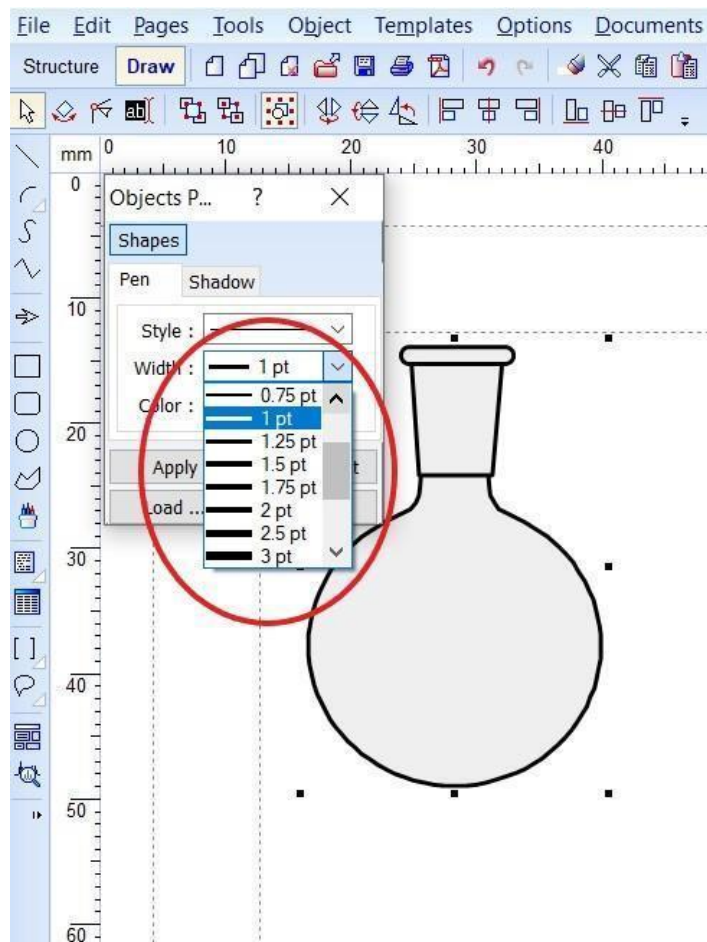 File Edit Pages Tools Object Templates Options Documents
Structure Draw
ab
mm 0 10 20 30 40
0
Objects P... ?
Shapes
Pen Shadow
10
Style :
Width : 1 pt
0.75 pt
Color :
1 pt
20
1.25 pt
Apply
1.5 pt
1.75 pt
Load ...
2 pt
2.5 pt
30
3 pt
40
50
60